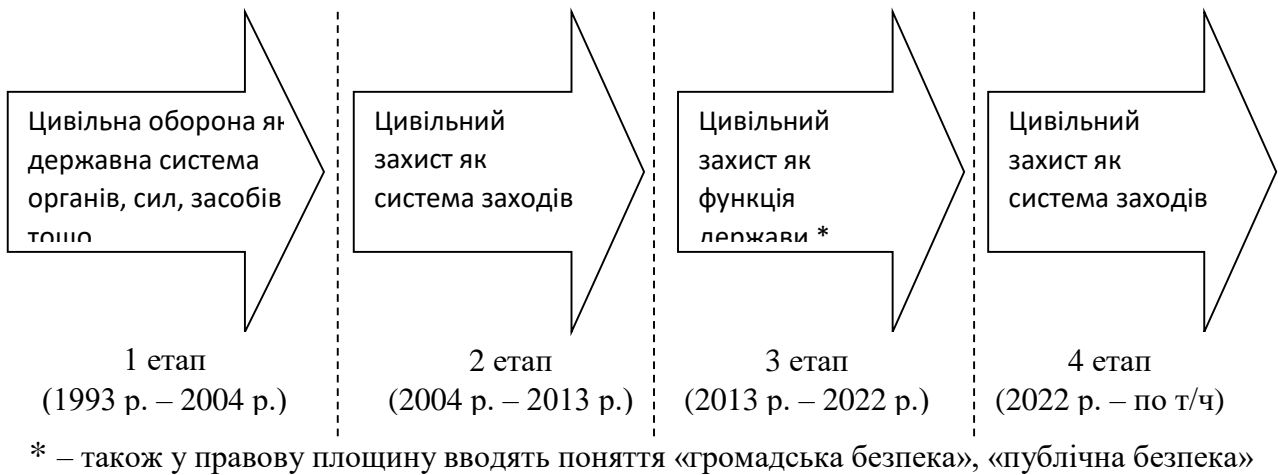 Цивільна оборона як
державна система
органів, сил, засобів
тощо
Цивільний
захист як
система заходів
Цивільний
захист як
функція
держави *
Цивільний
захист як
система заходів
1 етап
(1993 р. – 2004 р.)
2 етап
(2004 р. – 2013 р.)
3 етап
(2013 р. – 2022 р.)
4 етап
(2022 р. – по т/ч)
* – також у правову площину вводять поняття «громадська безпека», «публічна безпека»